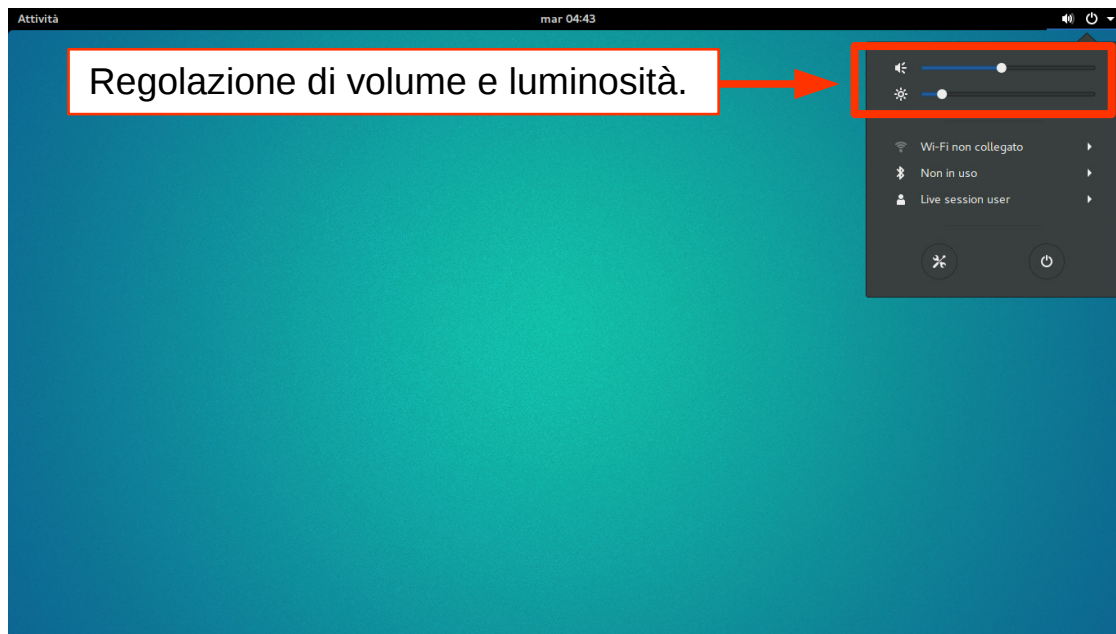 Attività
mar 04:43
Regolazione di volume e luminosità.
Wi-Fi non collegato
Non in uso
Live session user